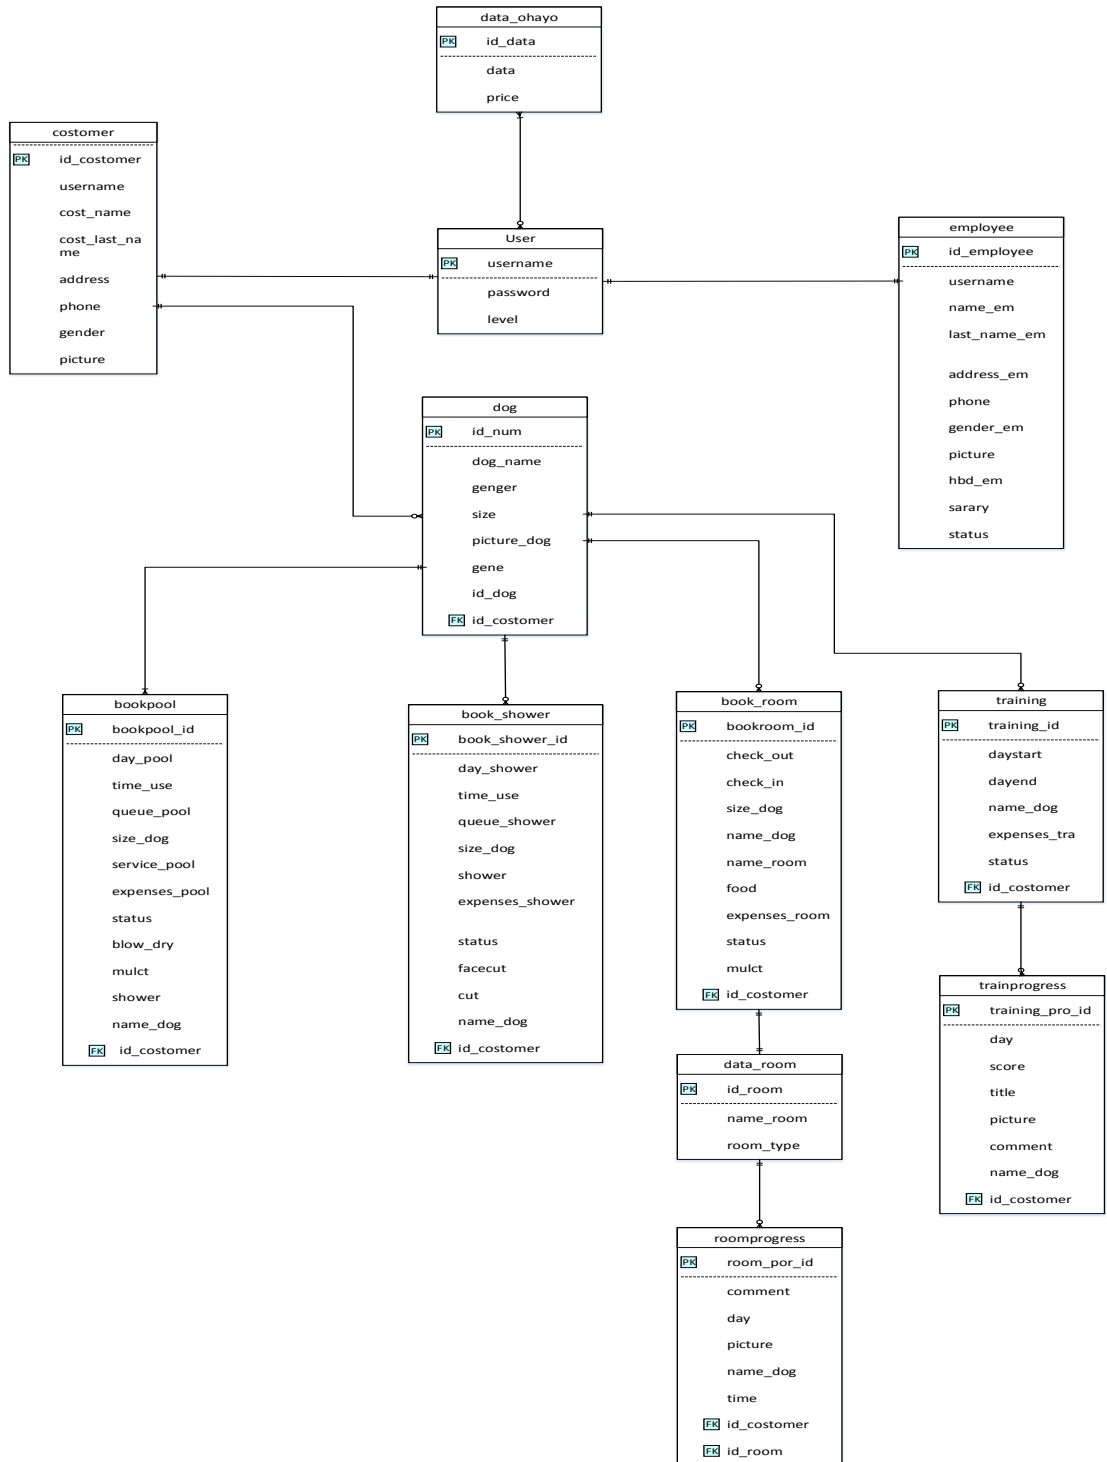 data_ohayo
PK id_data
data
price
costomer
PK id_costomer
username
cost_name
cost_last_na
me
address
phone
gender
picture
User
PK username
password
level
employee
PK id_employee
username
name_em
last_name_em
address_em
phone
gender_em
picture
hbd_em
sarary
status
dog
PK id_num
dog_name
genger
size
picture_dog
gene
id_dog
FK id_costomer
bookpool
PK bookpool_id
day_pool
time_use
queue_pool
size_dog
service_pool
expenses_pool
status
blow_dry
mulct
shower
name_dog
FK id_costomer
book_shower
PK book_shower_id
day_shower
time_use
queue_shower
size_dog
shower
expenses_shower
status
facecut
cut
name_dog
FK id_costomer
book_room
PK bookroom_id
check_out
check_in
size_dog
name_dog
name_room
food
expenses_room
status
mulct
FK id_costomer
training
PK training_id
daystart
dayend
name_dog
expenses_tra
status
FK id_costomer
trainprogress
PK training_pro_id
day
score
title
picture
comment
name_dog
FK id_costomer
data_room
PK id_room
name_room
room_type
roomprogress
PK room_por_id
comment
day
picture
name_dog
time
FK id_costomer
FK id_room